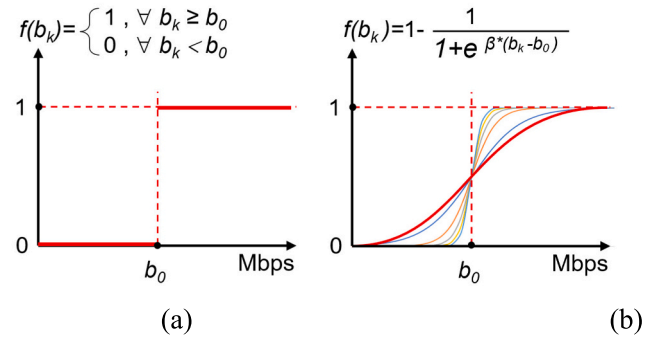 f(bₖ)= { 1 , ∀ bₖ ≥ b₀
0 , ∀ bₖ < b₀
1
0
b₀
Mbps
(a)
f(bₖ)=1- 1
1+e^β*(bₖ-b₀)
1
0
b₀
Mbps
(b)